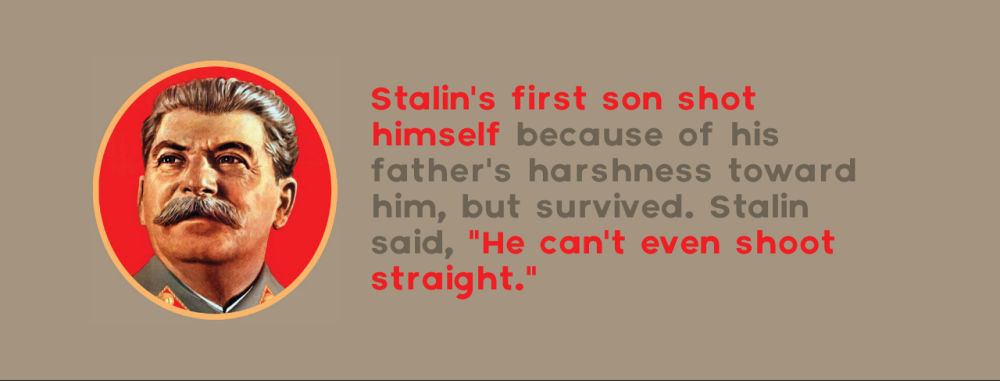 Stalin's first son shot
himself because of his
father's harshness toward
him, but survived. Stalin
said, "He can't even shoot
straight."